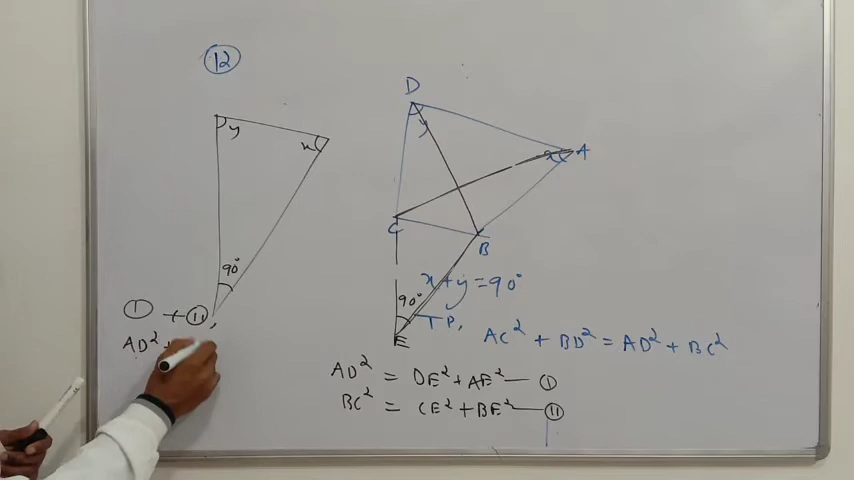 12
D
y
x
y
x A
C
B
90°
x + y = 90°
90°
① + ⑪,
T P,
E
AC² + BD² = AD² + BC²
AD² +
AD² = DE² + AE² — ①
BC² = CE² + BE² — ⑪